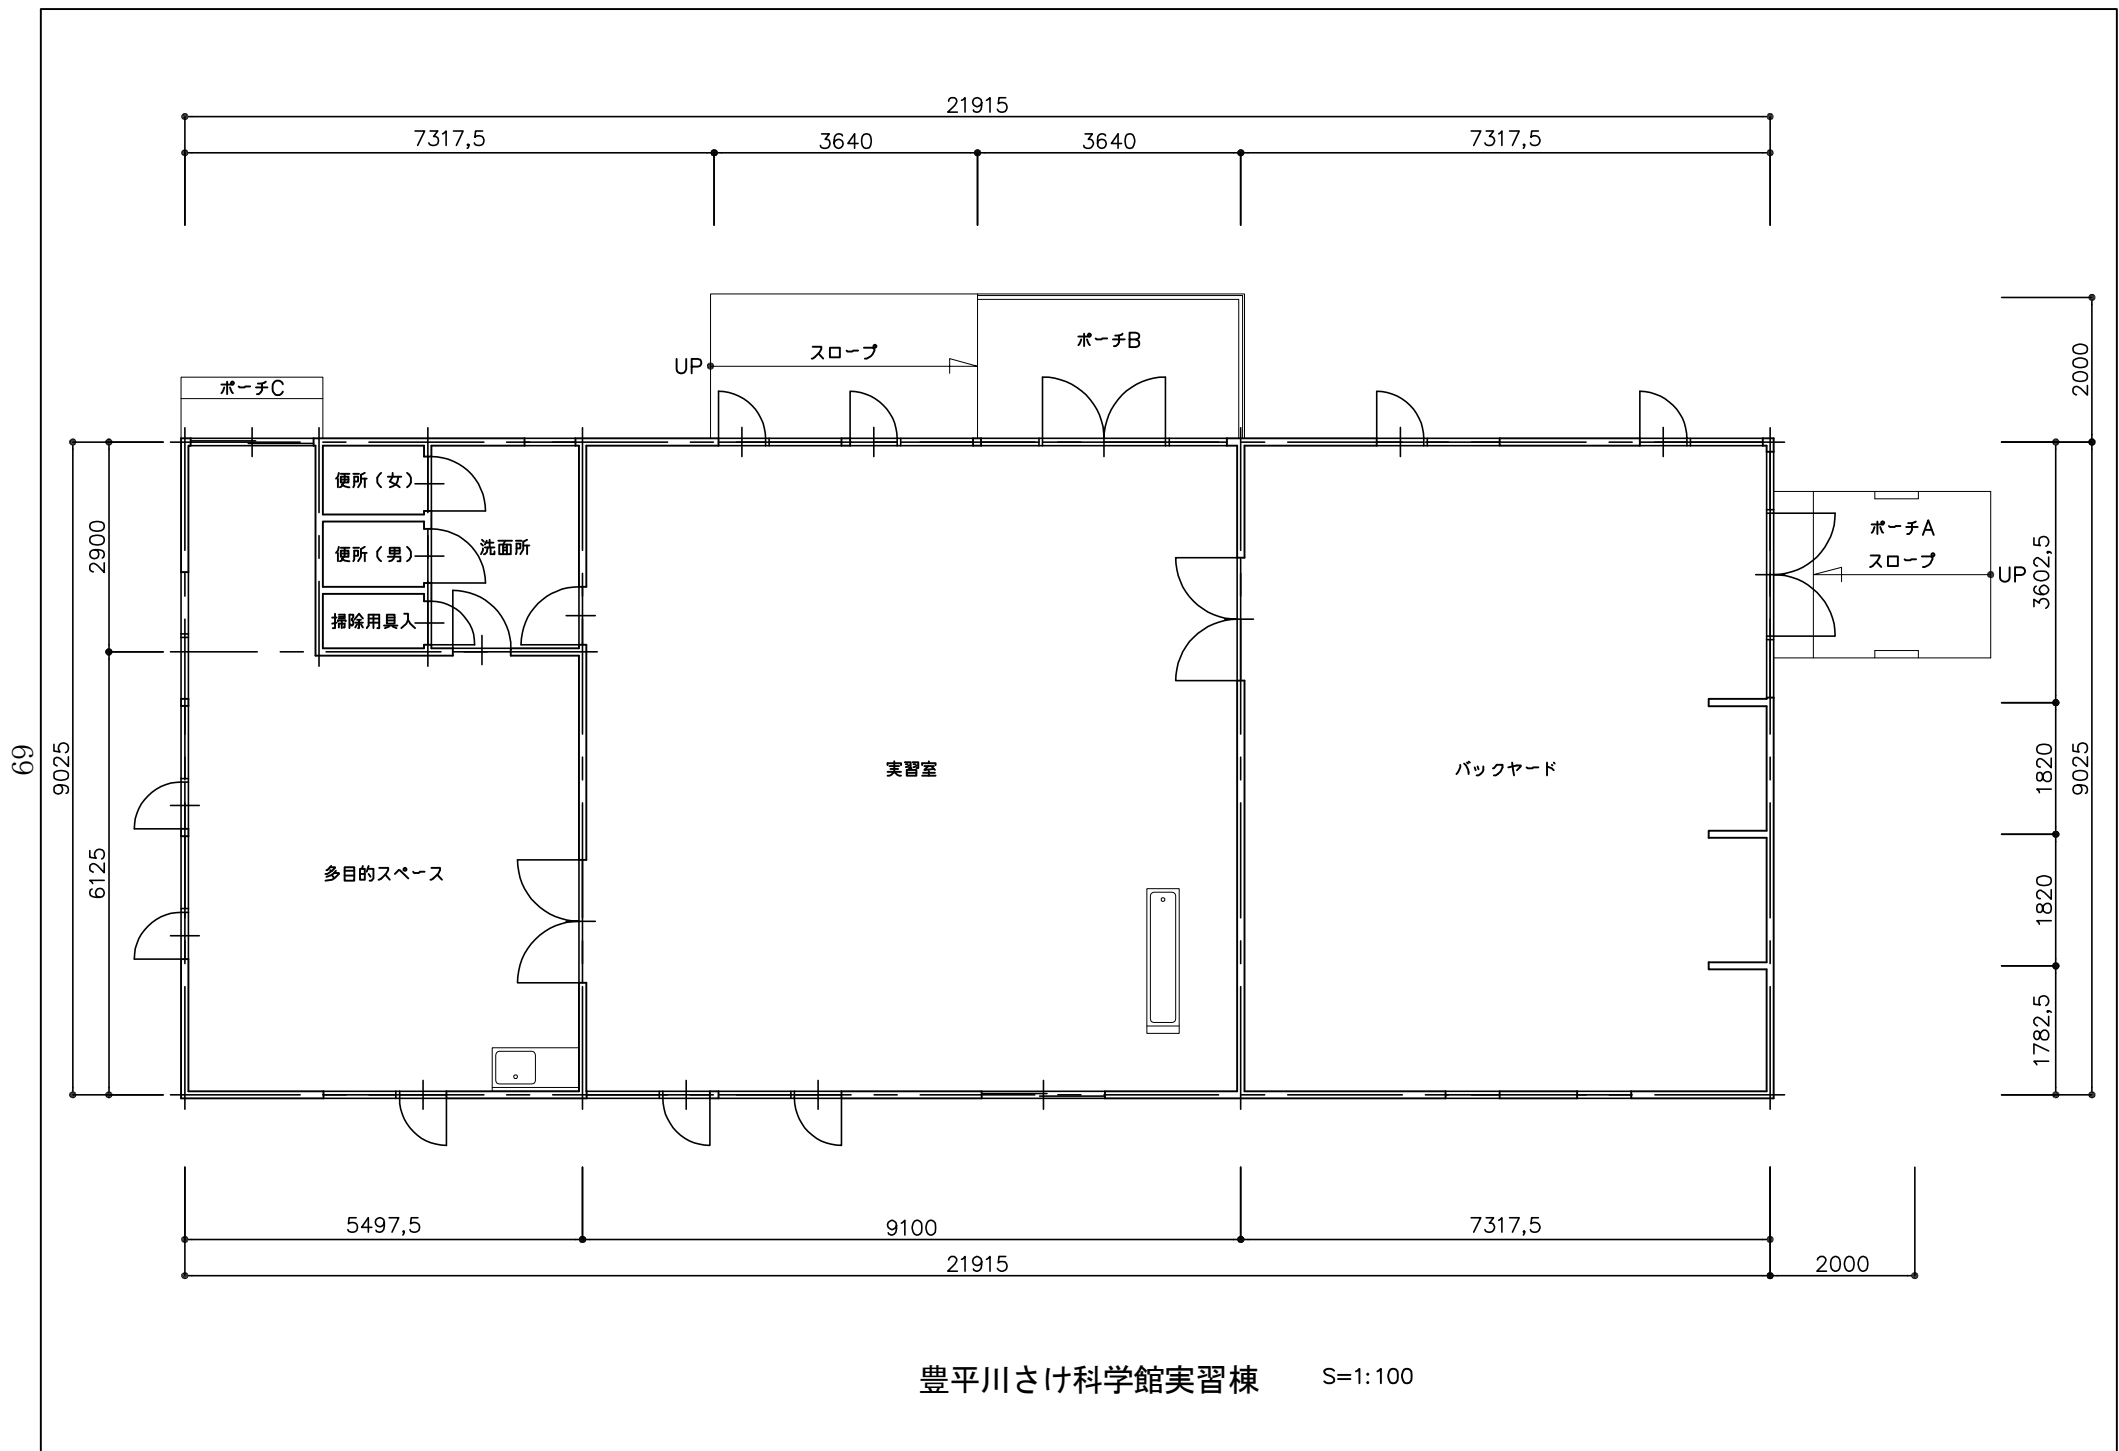 21915
7317,5
3640
3640
7317,5
ポーチB
スロープ
UP
ポーチC
2000
便所（女）
便所（男）
洗面所
掃除用具入
ポーチA
スロープ
UP
2900
3602,5
69
9025
実習室
バックヤード
1820
9025
6125
多目的スペース
1820
1782,5
5497,5
9100
7317,5
21915
2000
豊平川さけ科学館実習棟 S=1:100